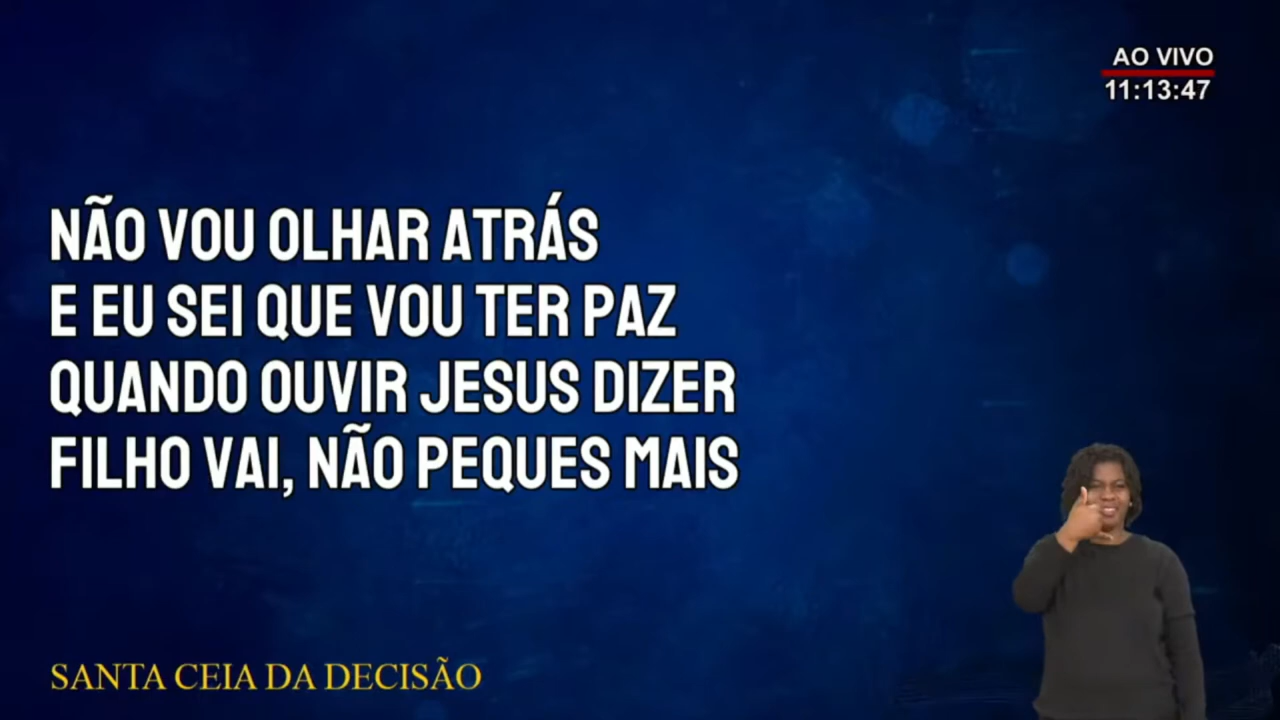 AO VIVO
11:13:47
NÃO VOU OLHAR ATRÁS
E EU SEI QUE VOU TER PAZ
QUANDO OUVIR JESUS DIZER
FILHO VAI, NÃO PEQUES MAIS
SANTA CEIA DA DECISÃO